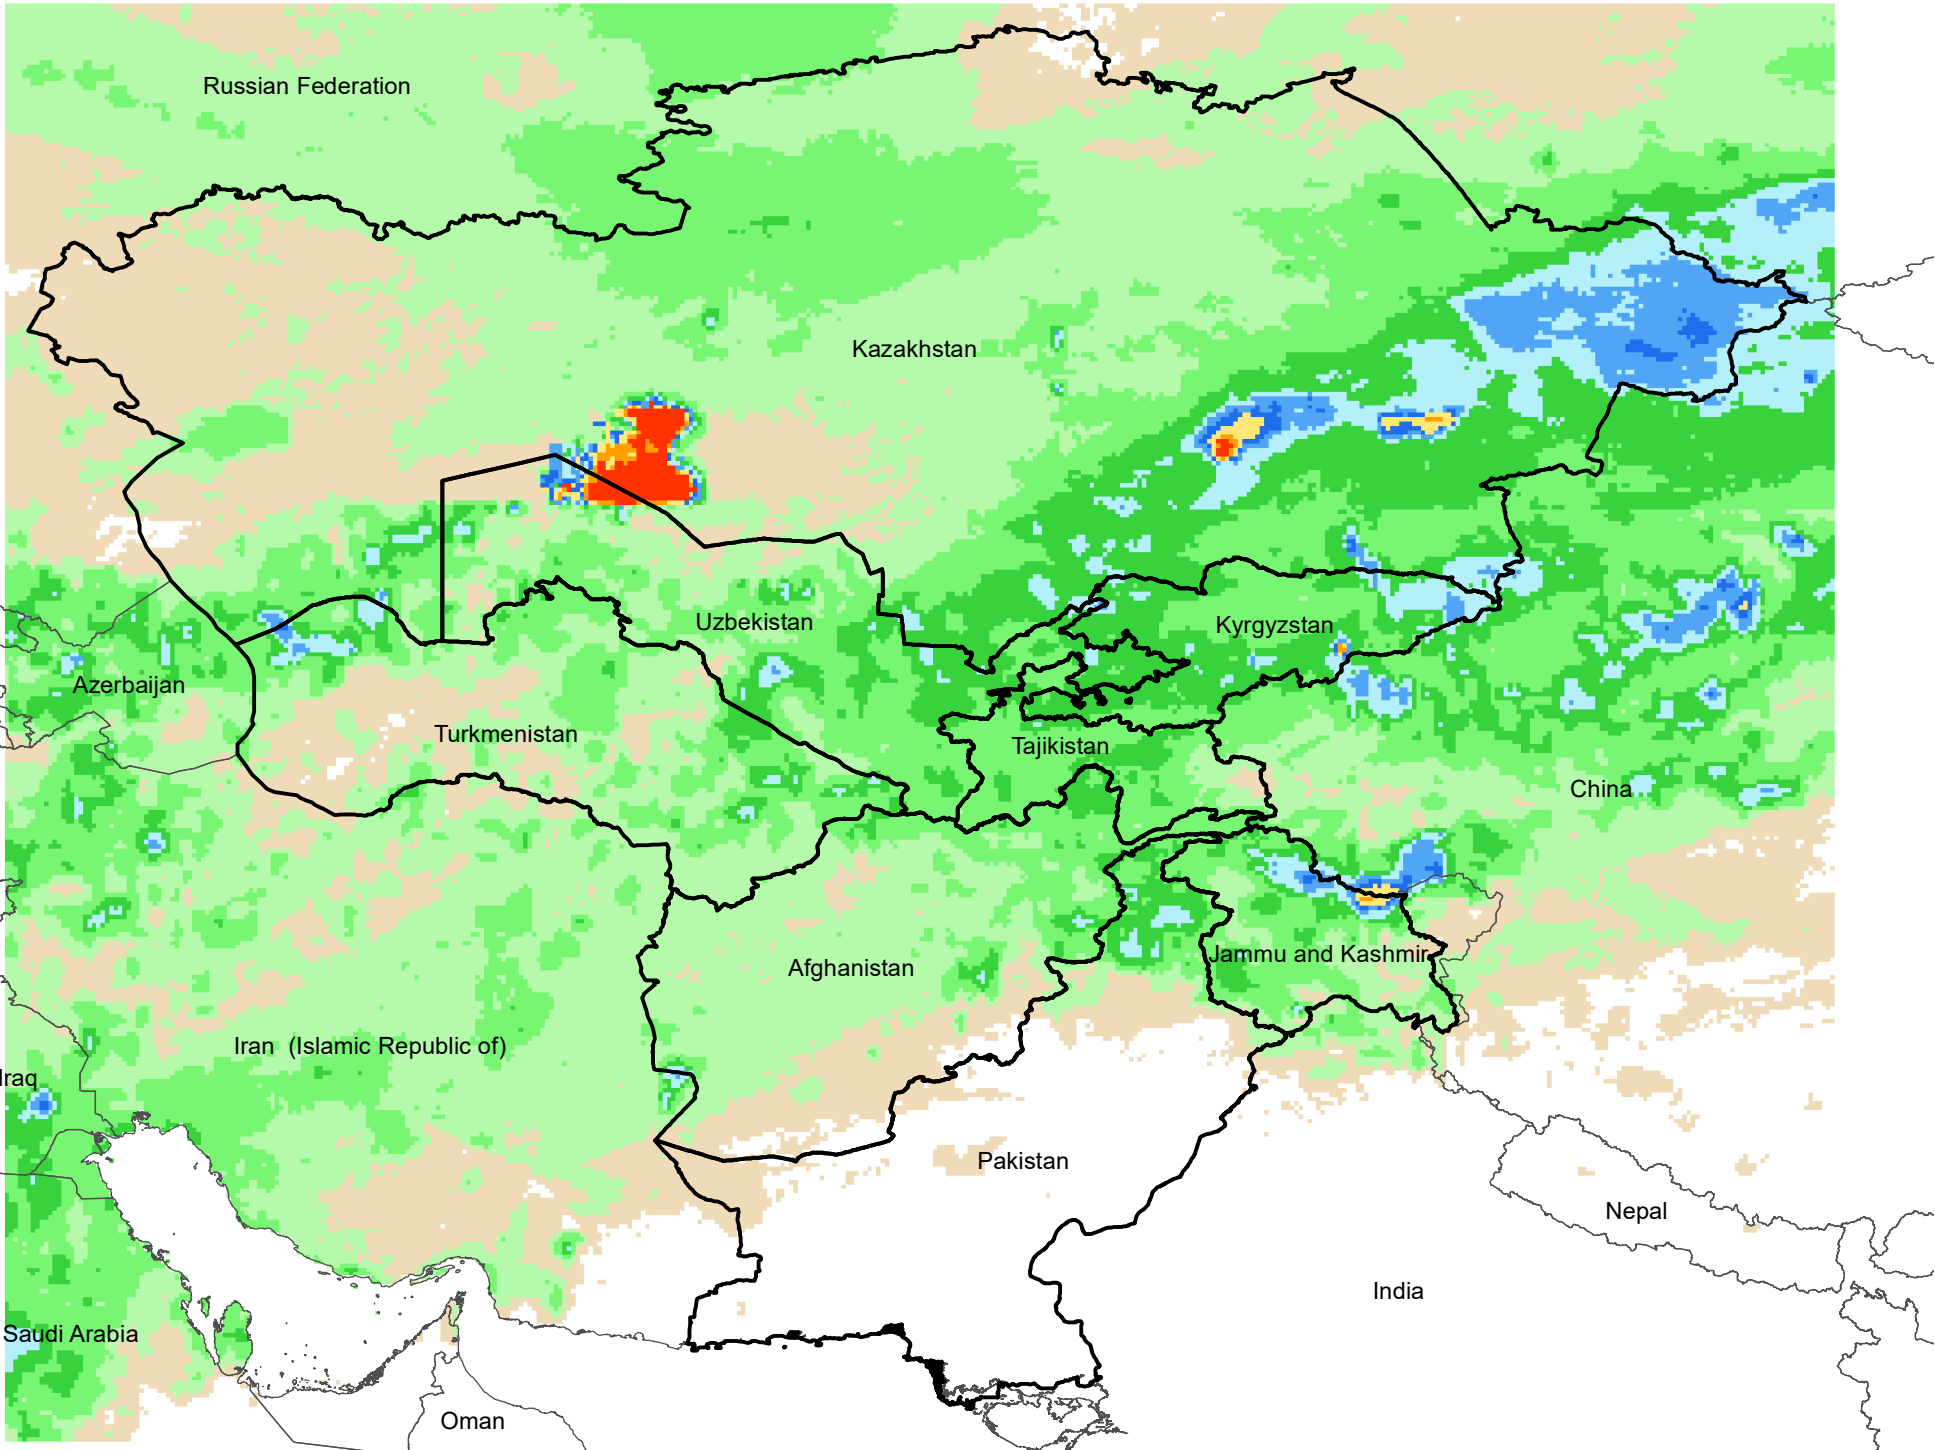 Russian Federation
Kazakhstan
Uzbekistan
Kyrgyzstan
Azerbaijan
Turkmenistan
Tajikistan
China
Jammu and Kashmir
Afghanistan
Iran (Islamic Republic of)
Iraq
Pakistan
Nepal
India
Saudi Arabia
Oman